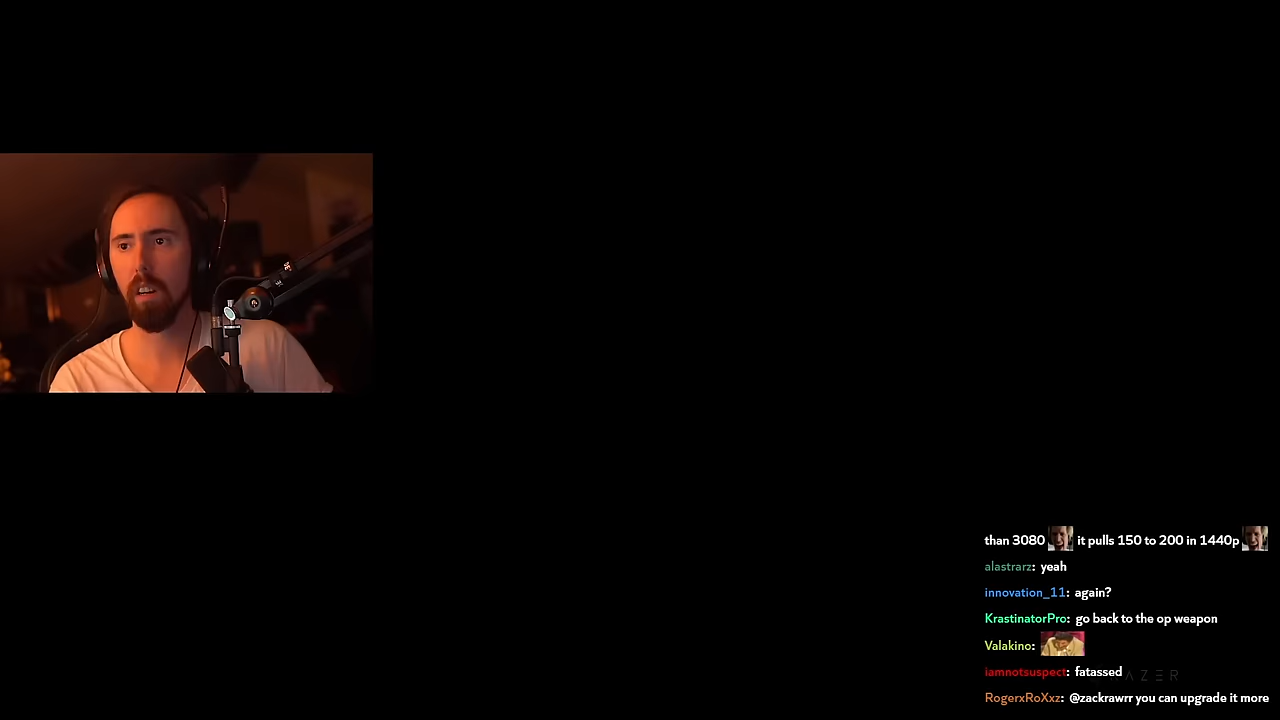 than 3080 it pulls 150 to 200 in 1440p
alastrarz: yeah
innovation_11: again?
KrastinatorPro: go back to the op weapon
Valakino:
iamnotsuspect: fatassed
AZER
RogerxRoXxz: @zackrawrr you can upgrade it more